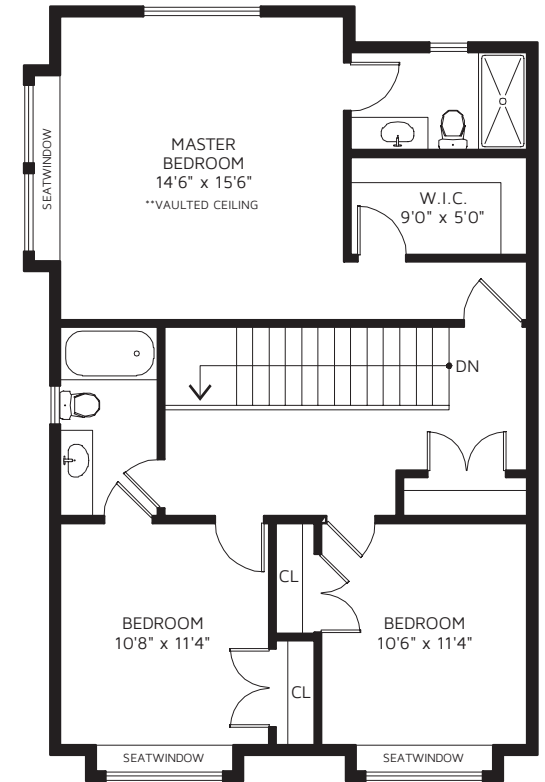 SEATWINDOW
MASTER
BEDROOM
14'6" x 15'6"
**VAULTED CEILING
W.I.C.
9'0" x 5'0"
DN
CL
BEDROOM
10'8" x 11'4"
BEDROOM
10'6" x 11'4"
CL
SEATWINDOW
SEATWINDOW